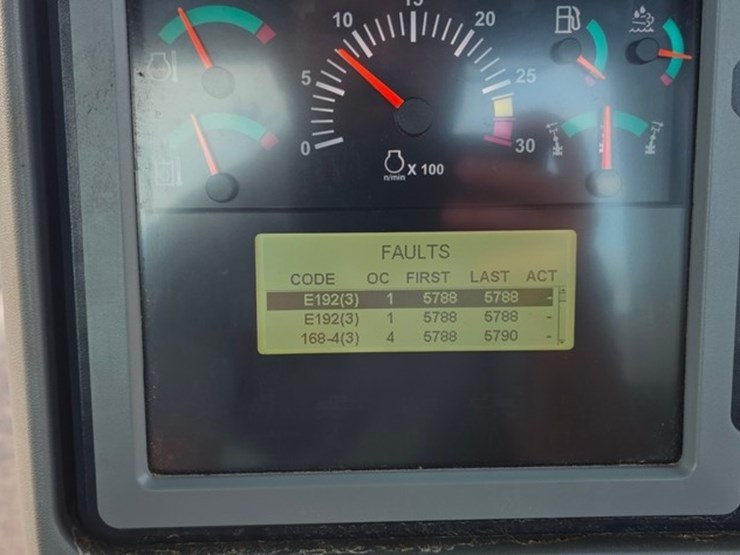 10
15
20
5
25
0
30
n/min
X 100
FAULTS
CODE OC FIRST LAST ACT
E192(3) 1 5788 5788 -
E192(3) 1 5788 5788 -
168-4(3) 4 5788 5790 -